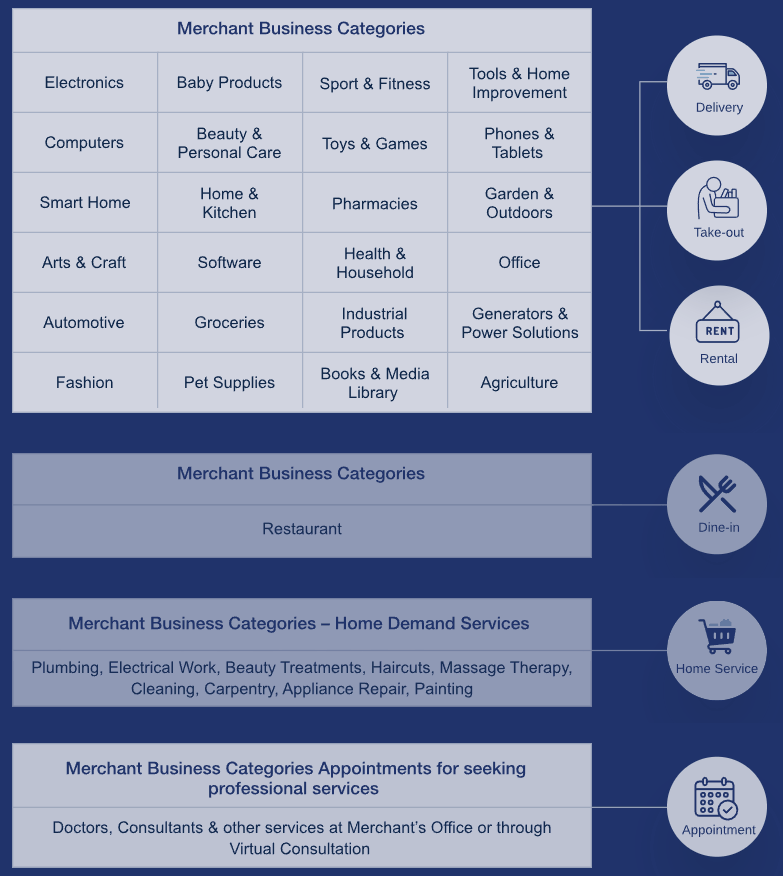 Merchant Business Categories
Electronics
Baby Products
Sport & Fitness
Tools & Home
Improvement
Computers
Beauty &
Personal Care
Toys & Games
Phones &
Tablets
Smart Home
Home &
Kitchen
Pharmacies
Garden &
Outdoors
Arts & Craft
Software
Health &
Household
Office
Automotive
Groceries
Industrial
Products
Generators &
Power Solutions
Fashion
Pet Supplies
Books & Media
Library
Agriculture
Delivery
Take-out
RENT
Rental
Merchant Business Categories
Restaurant
Dine-in
Merchant Business Categories – Home Demand Services
Plumbing, Electrical Work, Beauty Treatments, Haircuts, Massage Therapy,
Cleaning, Carpentry, Appliance Repair, Painting
Home Service
Merchant Business Categories Appointments for seeking
professional services
Doctors, Consultants & other services at Merchant’s Office or through
Virtual Consultation
Appointment